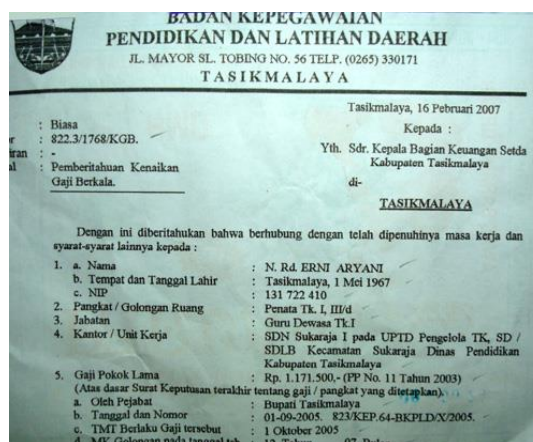 BADAN KEPEGAWAIAN
PENDIDIKAN DAN LATIHAN DAERAH
JL. MAYOR SL. TOBING NO. 56 TELP. (0265) 330171
TASIKMALAYA
Tasikmalaya, 16 Pebruari 2007
: Biasa
Kepada :
: 822.3/1768/KGB.
Yth. Sdr. Kepala Bagian Keuangan Setda
iran : -
Kabupaten Tasikmalaya
al : Pemberitahuan Kenaikan
Gaji Berkala.
di-
TASIKMALAYA
Dengan ini diberitahukan bahwa berhubung dengan telah dipenuhinya masa kerja dan
syarat-syarat lainnya kepada :
1. a. Nama : N. Rd. ERNI ARYANI
b. Tempat dan Tanggal Lahir : Tasikmalaya, 1 Mei 1967
c. NIP : 131 722 410
2. Pangkat / Golongan Ruang : Penata Tk. I, III/d
3. Jabatan : Guru Dewasa Tk.I
4. Kantor / Unit Kerja : SDN Sukaraja I pada UPTD Pengelola TK, SD /
SDLB Kecamatan Sukaraja Dinas Pendidikan
Kabupaten Tasikmalaya
5. Gaji Pokok Lama : Rp. 1.171.500,- (PP No. 11 Tahun 2003)
(Atas dasar Surat Keputusan terakhir tentang gaji / pangkat yang ditetapkan).
a. Oleh Pejabat : Bupati Tasikmalaya
b. Tanggal dan Nomor : 01-09-2005. 823/KEP.64-BKPLD/X/2005.
c. TMT Berlaku Gaji tersebut : 1 Oktober 2005